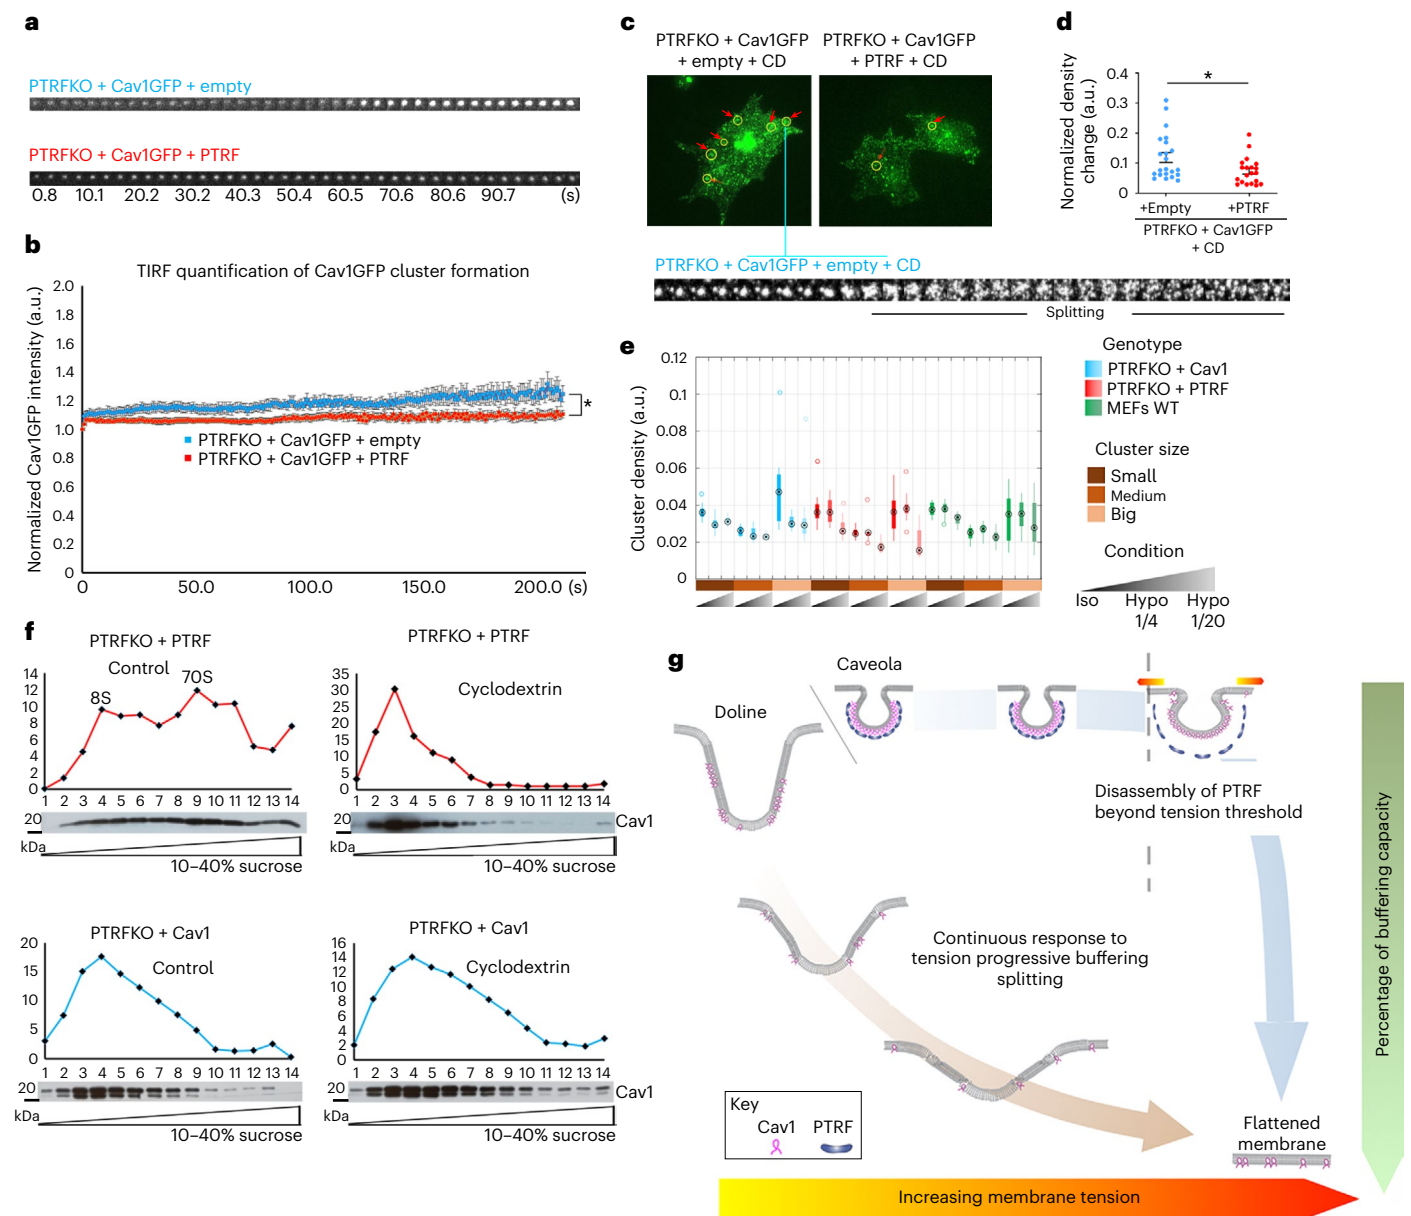 a
PTRFKO + Cav1GFP + empty
PTRFKO + Cav1GFP + PTRF
0.8 10.1 20.2 30.2 40.3 50.4 60.5 70.6 80.6 90.7 (s)
b
TIRF quantification of Cav1GFP cluster formation
Normalized Cav1GFP intensity (a.u.)
2.0
1.8
1.6
1.4
1.2
1.0
0.8
0.6
0.4
0.2
0
*
PTRFKO + Cav1GFP + empty
PTRFKO + Cav1GFP + PTRF
0 50.0 100.0 150.0 200.0 (s)
c
PTRFKO + Cav1GFP
+ empty + CD
PTRFKO + Cav1GFP
+ PTRF + CD
PTRFKO + Cav1GFP + empty + CD
Splitting
d
Normalized density
change (a.u.)
0.4
0.3
0.2
0.1
0
*
+Empty +PTRF
PTRFKO + Cav1GFP
+ CD
e
Cluster density (a.u.)
0.12
0.1
0.08
0.06
0.04
0.02
0
Genotype
PTRFKO + Cav1
PTRFKO + PTRF
MEFs WT
Cluster size
Small
Medium
Big
Condition
Iso Hypo Hypo
1/4 1/20
f
PTRFKO + PTRF
Control
8S
70S
14
12
10
8
6
4
2
0
1 2 3 4 5 6 7 8 9 10 11 12 13 14
20
kDa
10–40% sucrose
PTRFKO + PTRF
Cyclodextrin
35
30
25
20
15
10
5
0
1 2 3 4 5 6 7 8 9 10 11 12 13 14
20
Cav1
kDa
10–40% sucrose
PTRFKO + Cav1
Control
20
15
10
5
0
1 2 3 4 5 6 7 8 9 10 11 12 13 14
20
kDa
10–40% sucrose
PTRFKO + Cav1
Cyclodextrin
16
14
12
10
8
6
4
2
0
1 2 3 4 5 6 7 8 9 10 11 12 13 14
20
Cav1
kDa
10–40% sucrose
g
Caveola
Doline
Disassembly of PTRF
beyond tension threshold
Continuous response to
tension progressive buffering
splitting
Key
Cav1 PTRF
Flattened
membrane
Increasing membrane tension
Percentage of buffering capacity